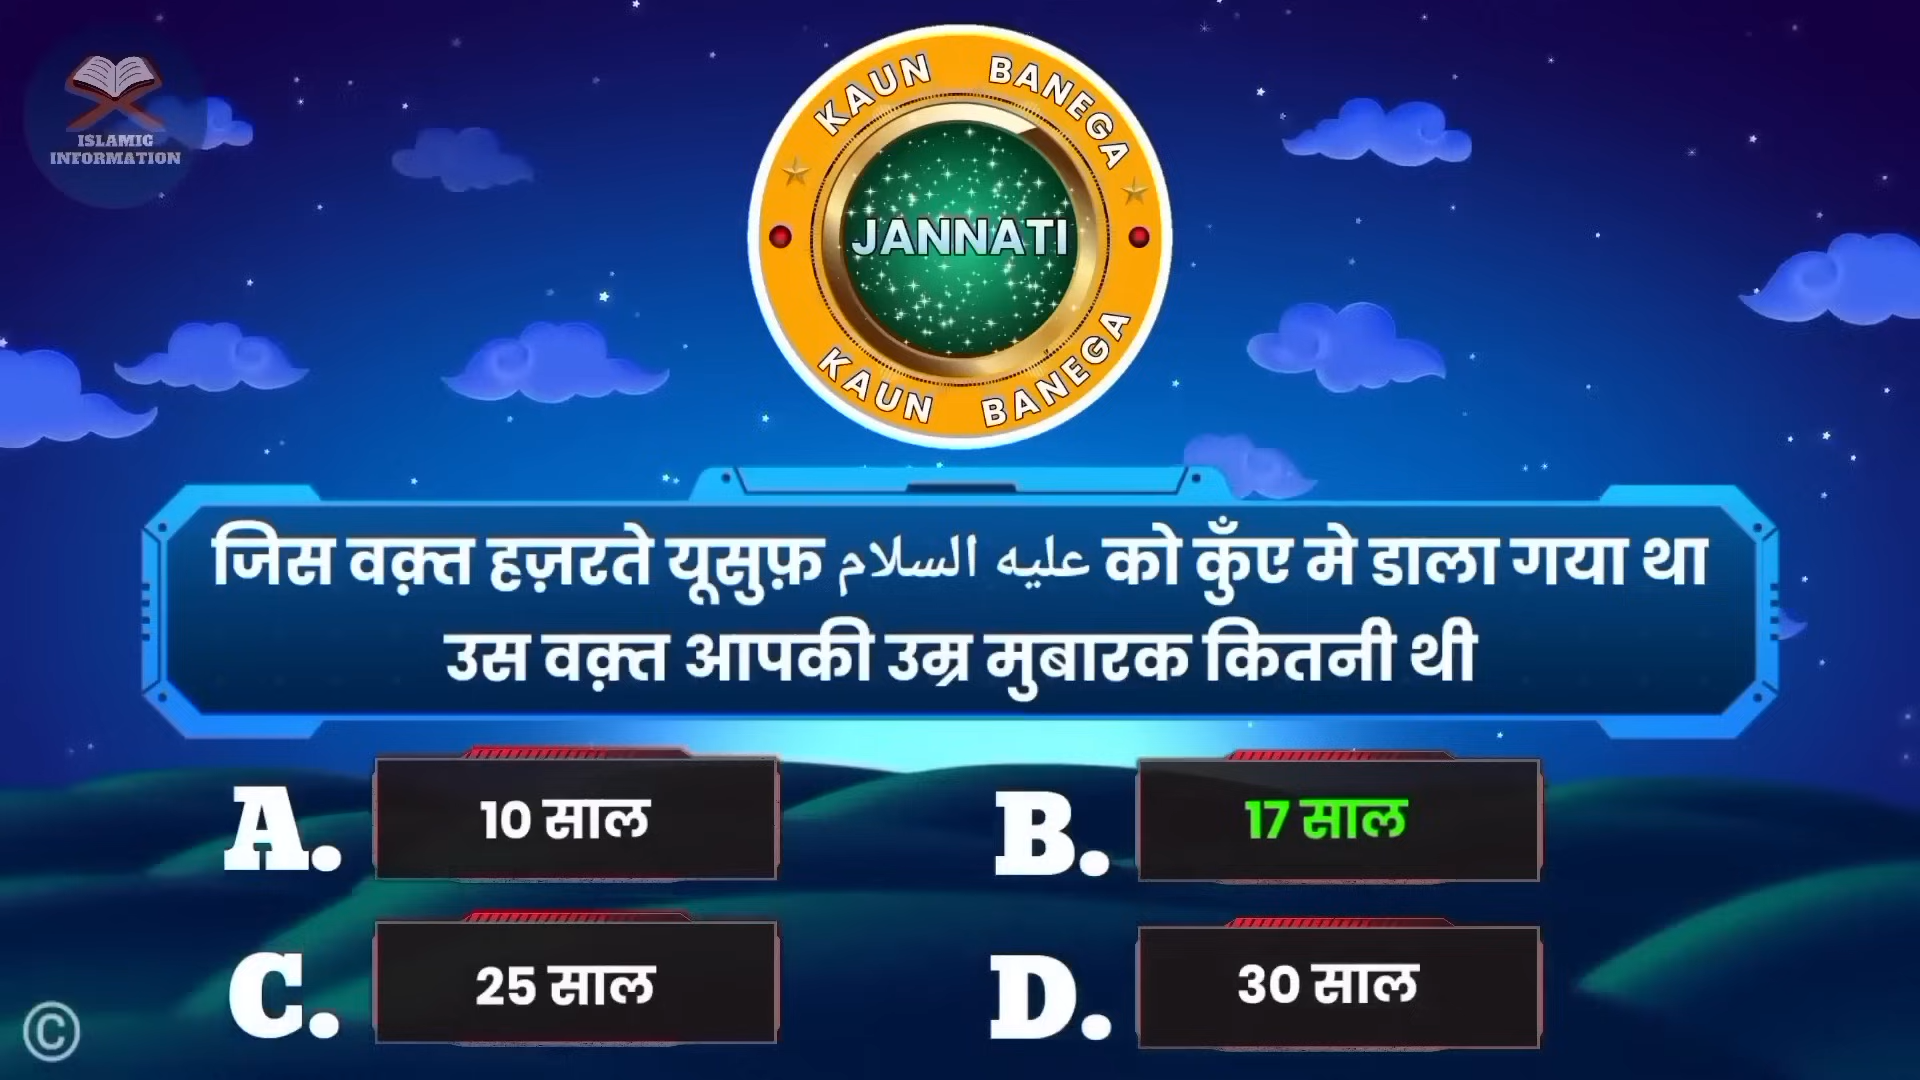 ISLAMIC
INFORMATION
KAUN BANEGA
JANNATI
KAUN BANEGA
जिस वक़्त हज़रते यूसुफ़ عليه السلام को कुँए मे डाला गया था
उस वक़्त आपकी उम्र मुबारक कितनी थी
A. 10 साल
B. 17 साल
C. 25 साल
D. 30 साल
©